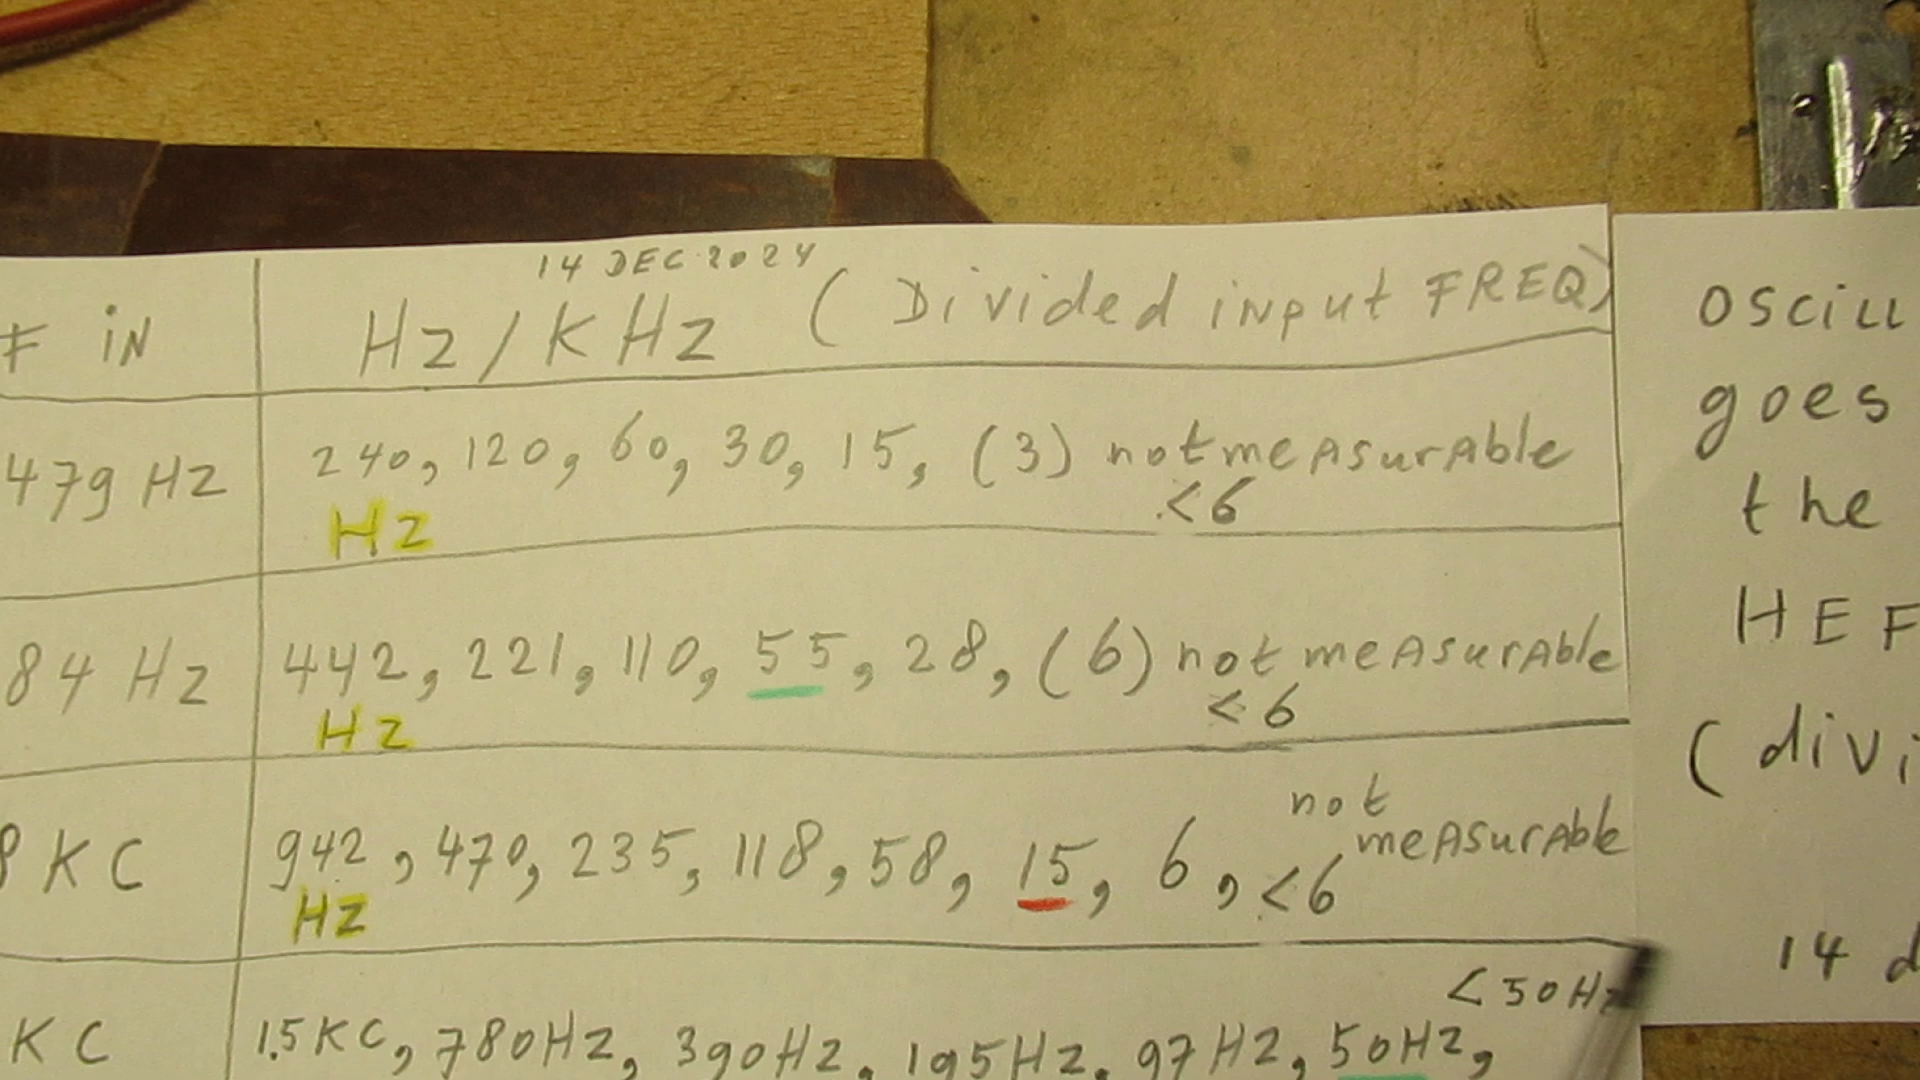 14 DEC 2024
F iN
Hz/KHz (Divided input FREQ)
479 Hz
240, 120, 60, 30, 15, (3) not measurable
<6
Hz
84 Hz
442, 221, 110, 55, 28, (6) not measurable
<6
Hz
8 KC
942, 470, 235, 118, 58, 15, 6, <6 not
measurable
Hz
<50Hz
KC
1.5KC, 780Hz, 390Hz, 195Hz, 97Hz, 50Hz,
OSCiLL
goes
the
HEF
(divi
14 d